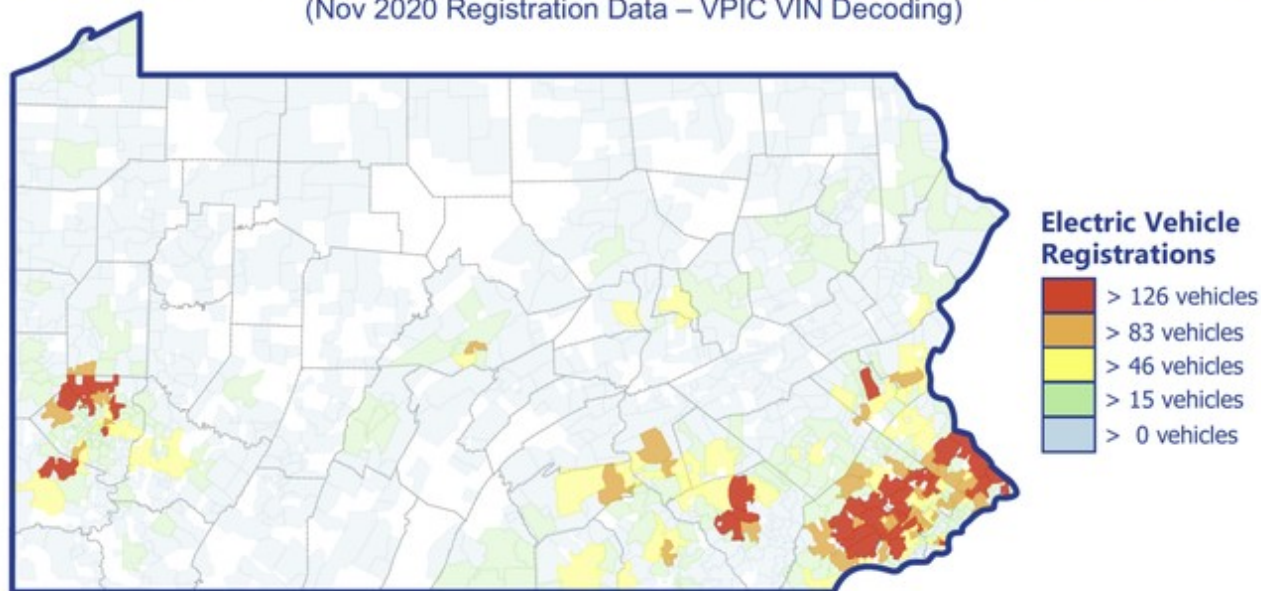 (Nov 2020 Registration Data – VPIC VIN Decoding)
Electric Vehicle
Registrations
> 126 vehicles
> 83 vehicles
> 46 vehicles
> 15 vehicles
> 0 vehicles